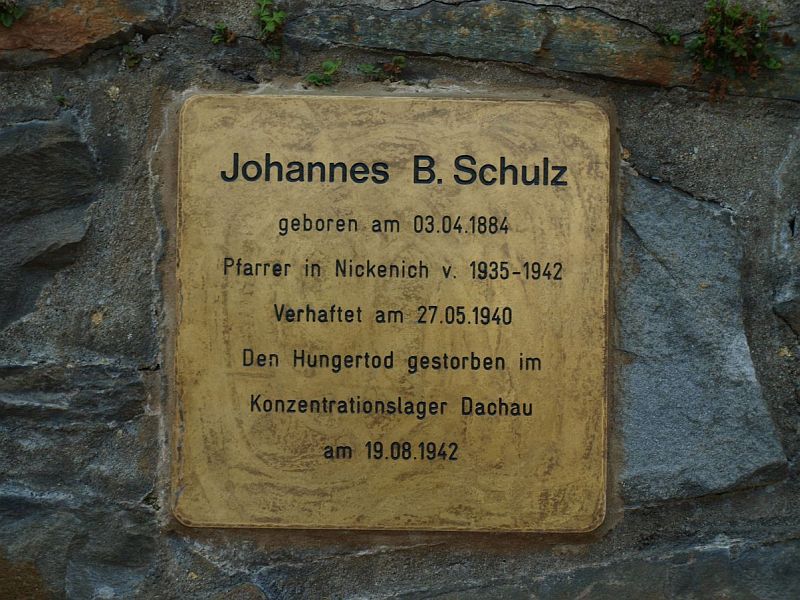 Johannes B. Schulz
geboren am 03.04.1884
Pfarrer in Nickenich v. 1935-1942
Verhaftet am 27.05.1940
Den Hungertod gestorben im
Konzentrationslager Dachau
am 19.08.1942